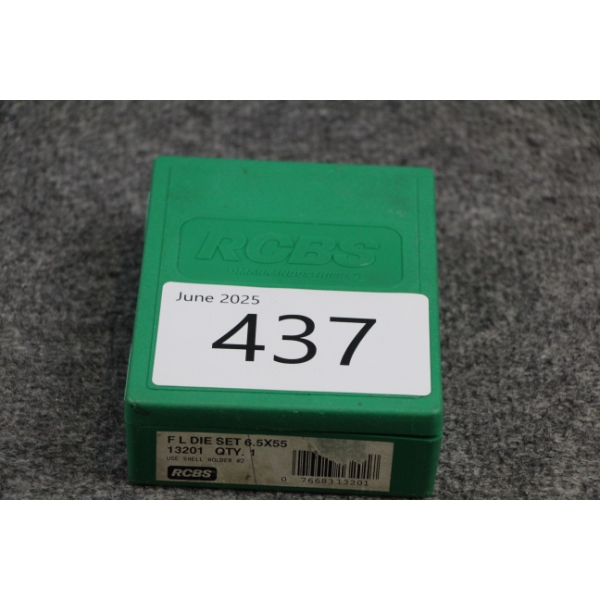 RCBS
June 2025
437
F L DIE SET 6.5X55
13201 QTY. 1
USE SHELL HOLDER #2
RCBS
0 76683 13201